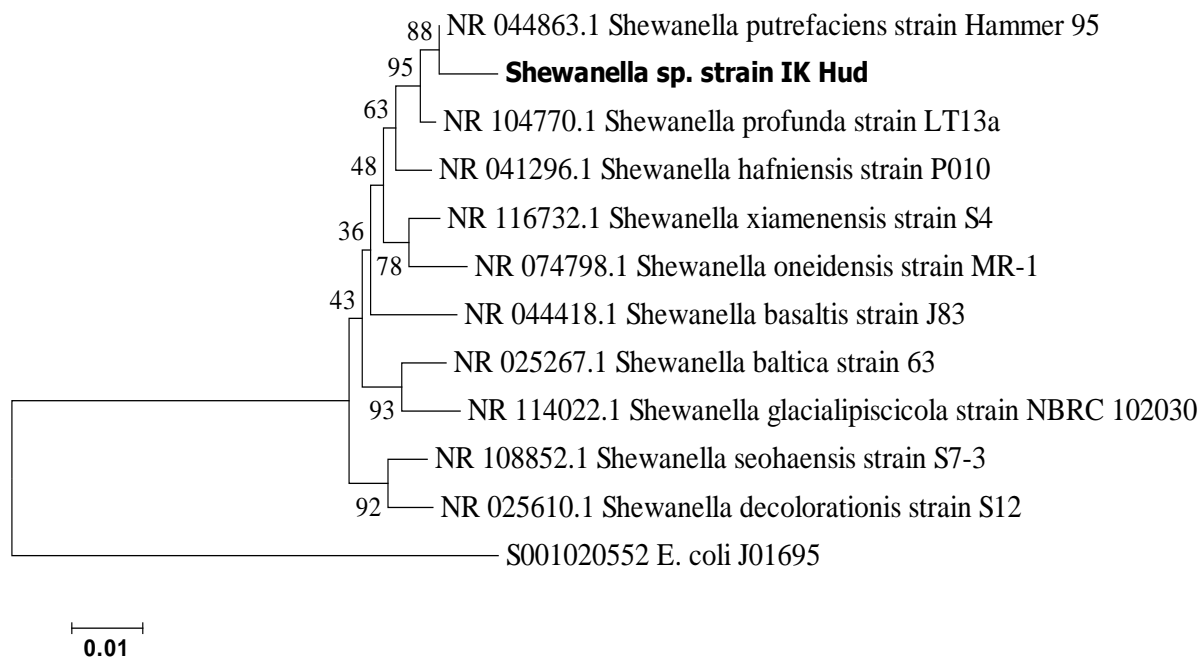 88
NR 044863.1 Shewanella putrefaciens strain Hammer 95
95
Shewanella sp. strain IK Hud
63
NR 104770.1 Shewanella profunda strain LT13a
48
NR 041296.1 Shewanella hafniensis strain P010
36
NR 116732.1 Shewanella xiamenensis strain S4
78
NR 074798.1 Shewanella oneidensis strain MR-1
43
NR 044418.1 Shewanella basaltis strain J83
NR 025267.1 Shewanella baltica strain 63
93
NR 114022.1 Shewanella glacialipiscicola strain NBRC 102030
NR 108852.1 Shewanella seohaensis strain S7-3
92
NR 025610.1 Shewanella decolorationis strain S12
S001020552 E. coli J01695
0.01